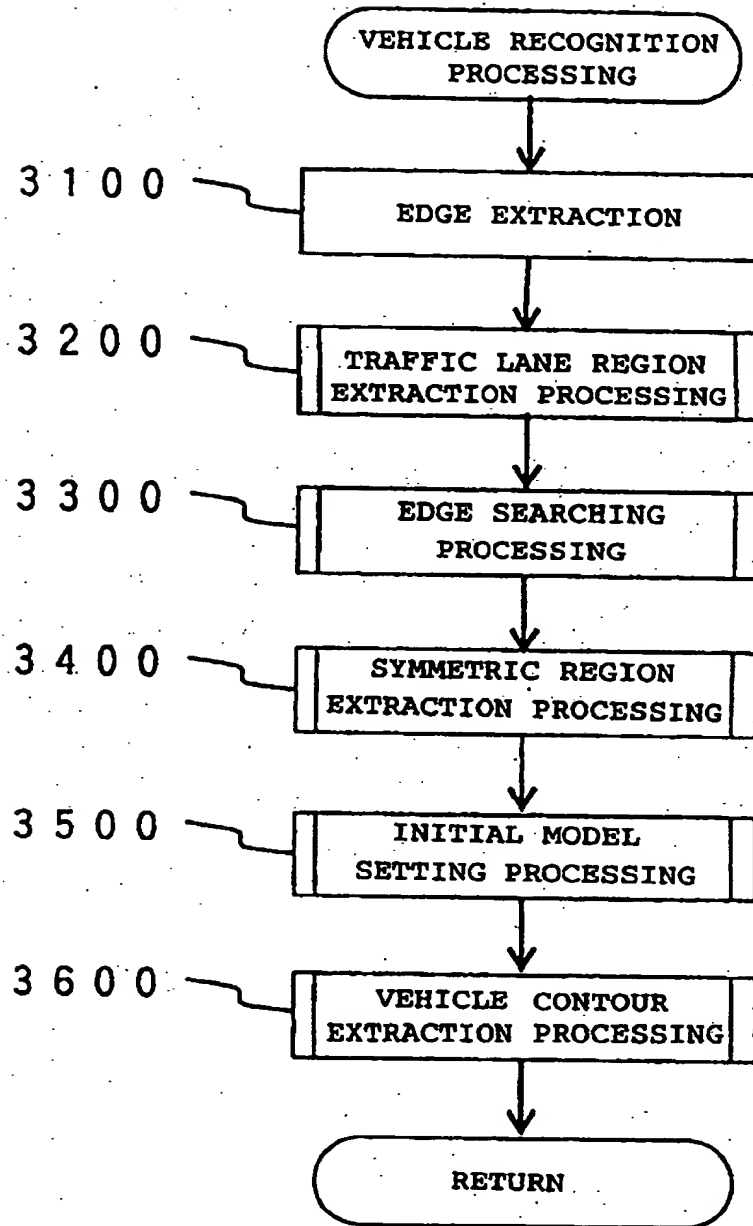 VEHICLE RECOGNITION
PROCESSING
3100
EDGE EXTRACTION
3200
TRAFFIC LANE REGION
EXTRACTION PROCESSING
3300
EDGE SEARCHING
PROCESSING
3400
SYMMETRIC REGION
EXTRACTION PROCESSING
3500
INITIAL MODEL
SETTING PROCESSING
3600
VEHICLE CONTOUR
EXTRACTION PROCESSING
RETURN